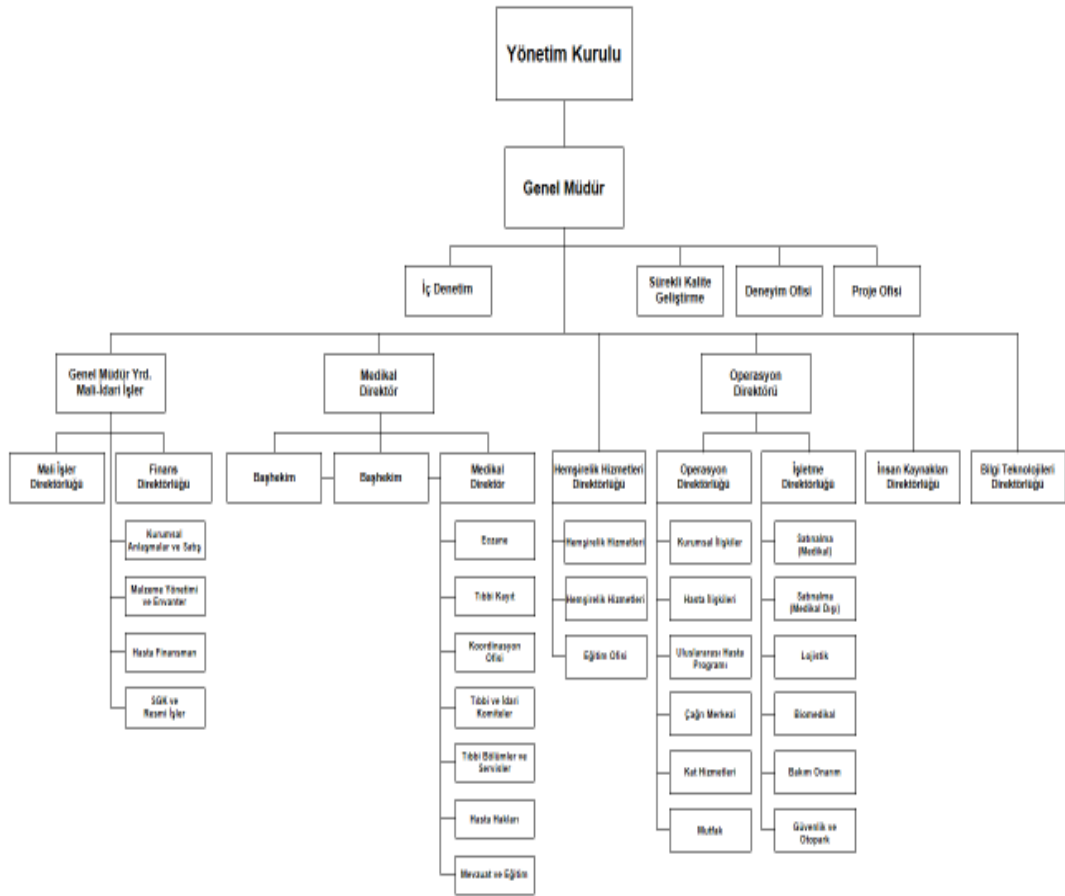 Yönetim Kurulu
Genel Müdür
İç Denetim
Sürekli Kalite
Geliştirme
Deneyim Ofisi
Proje Ofisi
Genel Müdür Yrd.
Mali-İdari İşler
Medikal
Direktör
Operasyon
Direktörü
Mali İşler
Direktörlüğü
Finans
Direktörlüğü
Başhekim
Başhekim
Medikal
Direktör
Hemşirelik Hizmetleri
Direktörlüğü
Operasyon
Direktörlüğü
İşletme
Direktörlüğü
İnsan Kaynakları
Direktörlüğü
Bilgi Teknolojileri
Direktörlüğü
Kurumsal
Anlaşmalar ve Satış
Malzeme Yönetimi
ve Envanter
Hasta Finansman
SGK ve
Resmi İşler
Eczane
Tıbbi Kayıt
Koordinasyon
Ofisi
Tıbbi ve İdari
Komiteler
Tıbbi Bölümler ve
Servisler
Hasta Hakları
Mevzuat ve Eğitim
Hemşirelik Hizmetleri
Hemşirelik Hizmetleri
Eğitim Ofisi
Kurumsal İlişkiler
Hasta İlişkileri
Uluslararası Hasta
Programı
Çağrı Merkezi
Kat Hizmetleri
Mutfak
Satınalma
(Medikal)
Satınalma
(Medikal Dışı)
Lojistik
Biomedikal
Bakım Onarım
Güvenlik ve
Otopark